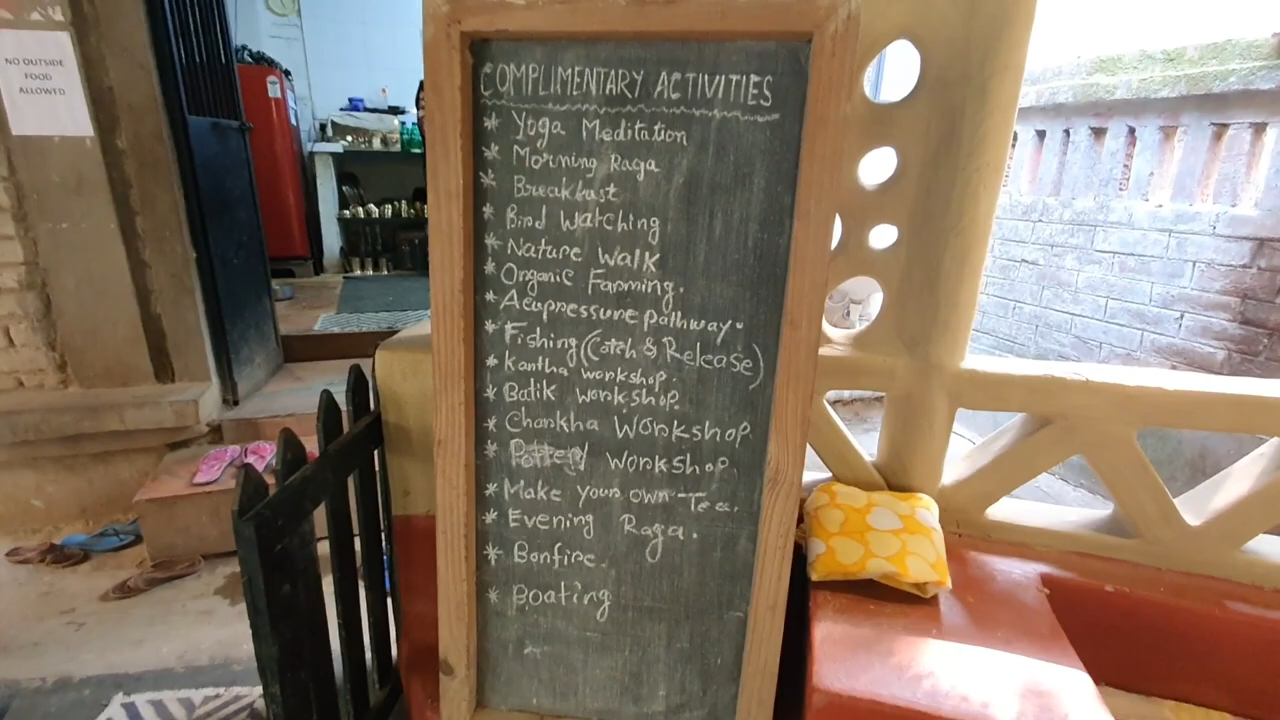 NO OUTSIDE
FOOD
ALLOWED
COMPLIMENTARY ACTIVITIES
* Yoga Meditation
* Morning Raga
* Breakfast
* Bird Watching
* Nature Walk
* Organic Farming.
* Acupressure pathway.
* Fishing (Catch & Release)
* Kantha workshop.
* Batik workshop.
* Charkha Workshop.
* Pottery workshop.
* Make your own Tea.
* Evening Raga.
* Bonfire.
* Boating